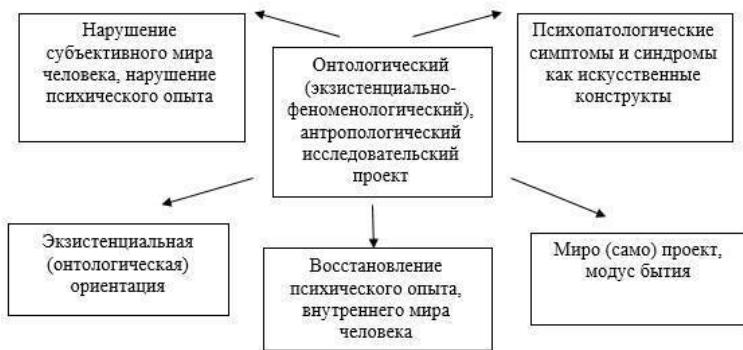 Нарушение
субъективного мира
человека, нарушение
психического опыта
Онтологический
(экзистенциально-
феноменологический),
антропологический
исследовательский
проект
Психопатологические
симптомы и синдромы
как искусственные
конструкты
Экзистенциальная
(онтологическая)
ориентация
Восстановление
психического опыта,
внутреннего мира
человека
Миро (само) проект,
модус бытия